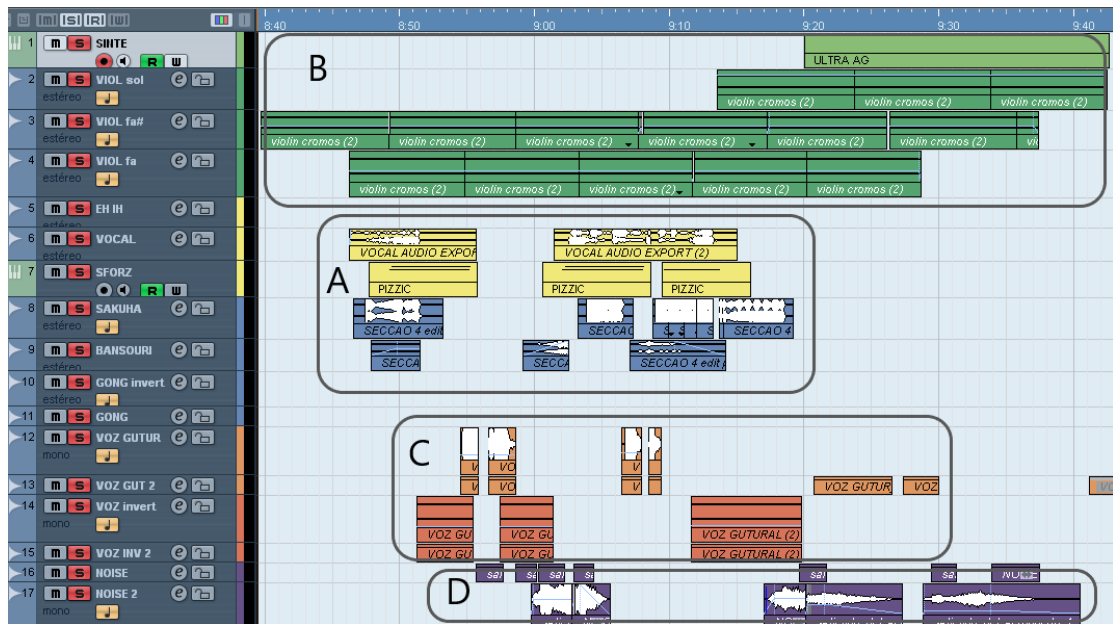 8:40 8:50 9:00 9:10 9:20 9:30 9:40
|m| |S| |R| |w|
1 m S SINTE
R W
ULTRA AG
B
2 m S VIOL sol e
estéreo
violin cromos (2) violin cromos (2) violin cromos (2)
3 m S VIOL fa# e
estéreo
violin cromos (2) violin cromos (2) violin cromos (2) violin cromos (2) violin cromos (2) violin cromos (2)
4 m S VIOL fa e
estéreo
violin cromos (2) violin cromos (2) violin cromos (2) violin cromos (2) violin cromos (2)
5 m S EH IH e
estéreo
6 m S VOCAL e
estéreo
VOCAL AUDIO EXPOR VOCAL AUDIO EXPORT (2)
A
7 m S SFORZ
R W
PIZZIC PIZZIC PIZZIC
8 m S SAKUHA e
estéreo
SECCAO 4 edit SECCAO S S S SECCAO 4
9 m S BANSOURI e
estéreo
SECCA SECCA SECCAO 4 edit
10 m S GONG invert e
estéreo
11 m S GONG e
12 m S VOZ GUTUR e
mono
V VO V V
C
13 m S VOZ GUT 2 e
V VO V V VOZ GUTUR VOZ
14 m S VOZ invert e
mono
VOZ GU VOZ GU VOZ GUTURAL (2)
15 m S VOZ INV 2 e
VOZ GU VOZ GU VOZ GUTURAL (2)
16 m S NOISE e
D
17 m S NOISE 2 e
mono